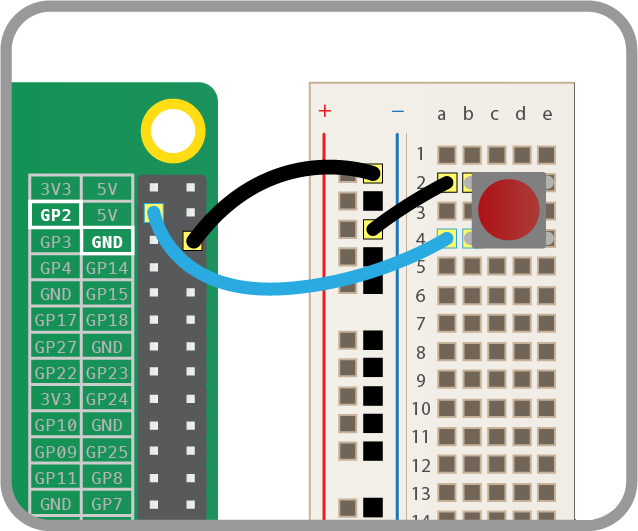 3V3 5V
GP2 5V
GP3 GND
GP4 GP14
GND GP15
GP17 GP18
GP27 GND
GP22 GP23
3V3 GP24
GP10 GND
GP09 GP25
GP11 GP8
GND GP7
+ − a b c d e
1
2
3
4
5
6
7
8
9
10
11
12
13
14